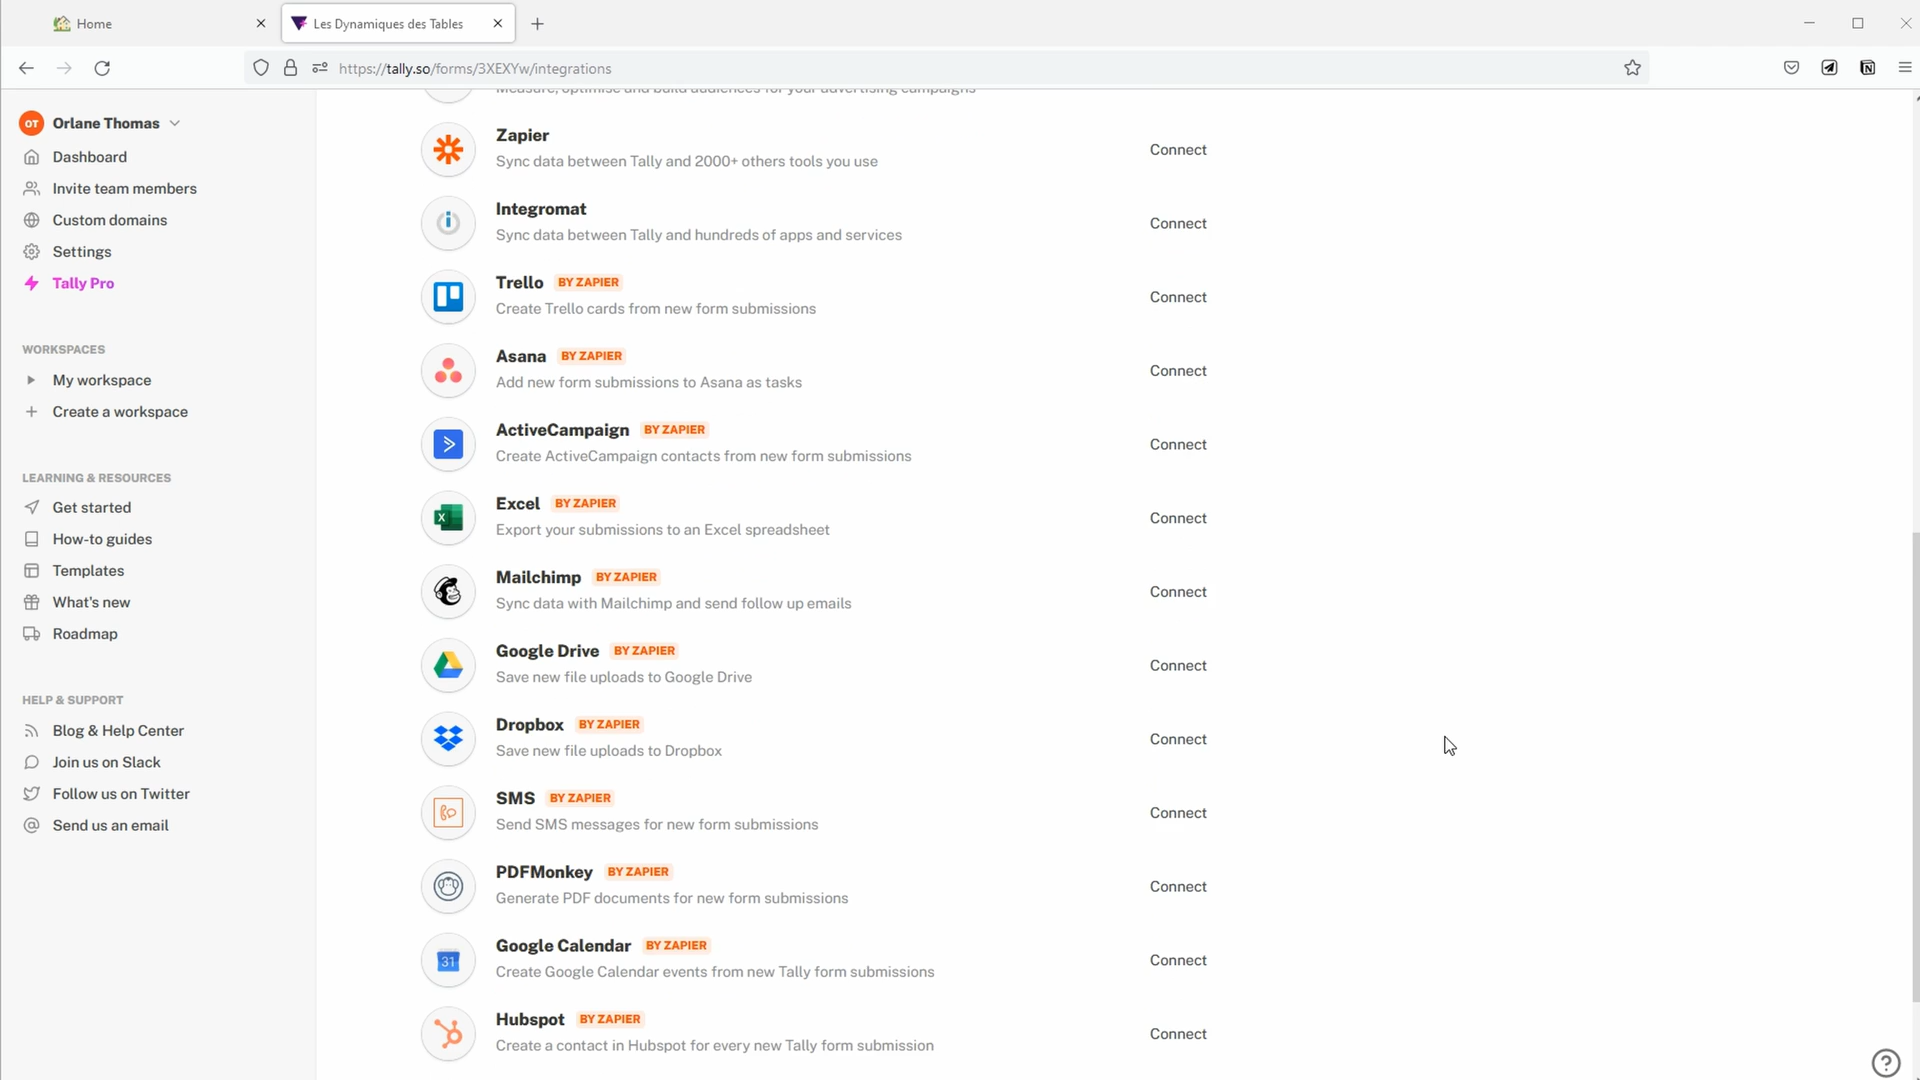 Home
Les Dynamiques des Tables
https://tally.so/forms/3XEXYw/integrations
OT Orlane Thomas
Dashboard
Invite team members
Custom domains
Settings
Tally Pro
WORKSPACES
My workspace
Create a workspace
LEARNING & RESOURCES
Get started
How-to guides
Templates
What's new
Roadmap
HELP & SUPPORT
Blog & Help Center
Join us on Slack
Follow us on Twitter
Send us an email
Measure, optimise and build audiences for your advertising campaigns
Zapier
Sync data between Tally and 2000+ others tools you use
Connect
Integromat
Sync data between Tally and hundreds of apps and services
Connect
Trello BY ZAPIER
Create Trello cards from new form submissions
Connect
Asana BY ZAPIER
Add new form submissions to Asana as tasks
Connect
ActiveCampaign BY ZAPIER
Create ActiveCampaign contacts from new form submissions
Connect
Excel BY ZAPIER
Export your submissions to an Excel spreadsheet
Connect
Mailchimp BY ZAPIER
Sync data with Mailchimp and send follow up emails
Connect
Google Drive BY ZAPIER
Save new file uploads to Google Drive
Connect
Dropbox BY ZAPIER
Save new file uploads to Dropbox
Connect
SMS BY ZAPIER
Send SMS messages for new form submissions
Connect
PDFMonkey BY ZAPIER
Generate PDF documents for new form submissions
Connect
31
Google Calendar BY ZAPIER
Create Google Calendar events from new Tally form submissions
Connect
Hubspot BY ZAPIER
Create a contact in Hubspot for every new Tally form submission
Connect